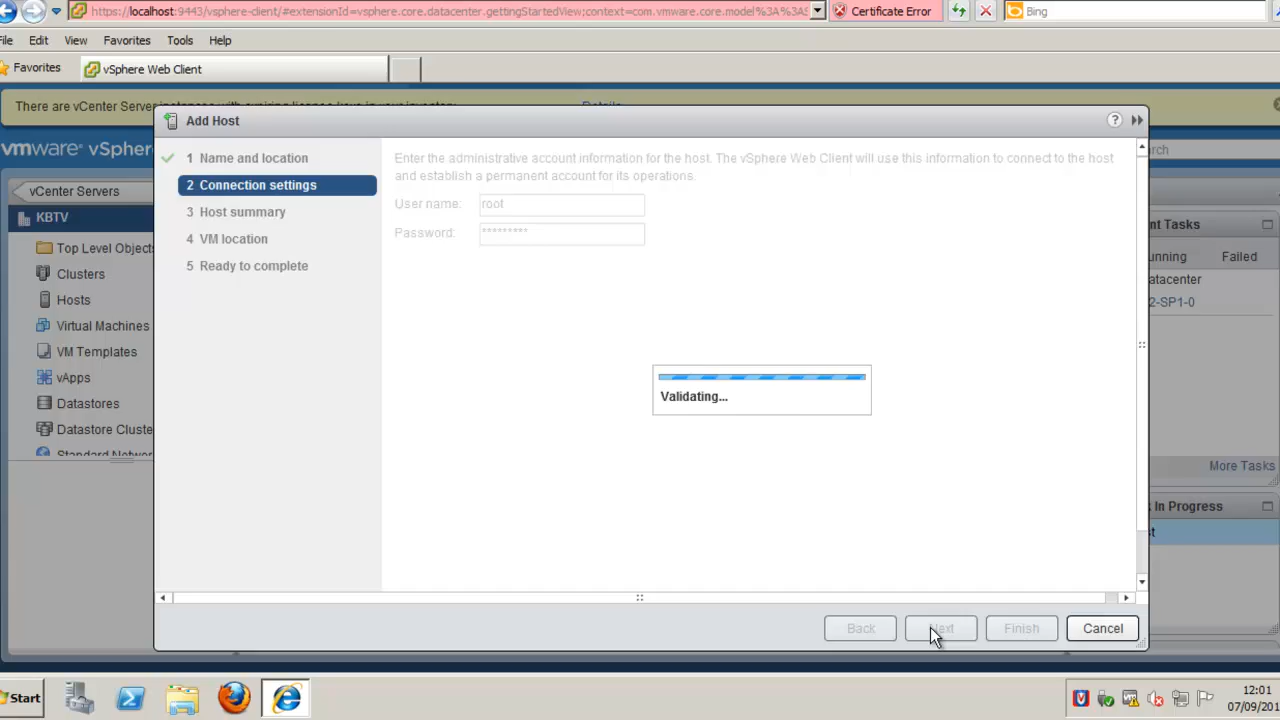 https://localhost:9443/vsphere-client/#extensionId=vsphere.core.datacenter.gettingStartedView;context=com.vmware.core.model%3A%3AS
Certificate Error
Bing
File Edit View Favorites Tools Help
Favorites
vSphere Web Client
There are vCenter Server instances with expiring license keys in your inventory.
Details...
vmware® vSphere
Search
Add Host
?
vCenter Servers
KBTV
Top Level Objects
Clusters
Hosts
Virtual Machines
VM Templates
vApps
Datastores
Datastore Cluste
Standard Networ
1 Name and location
2 Connection settings
3 Host summary
4 VM location
5 Ready to complete
Enter the administrative account information for the host. The vSphere Web Client will use this information to connect to the host
and establish a permanent account for its operations.
User name: root
Password: *********
Validating...
Back Next Finish Cancel
nt Tasks
unning Failed
atacenter
2-SP1-0
More Tasks
k In Progress
st
Start
12:01
07/09/201